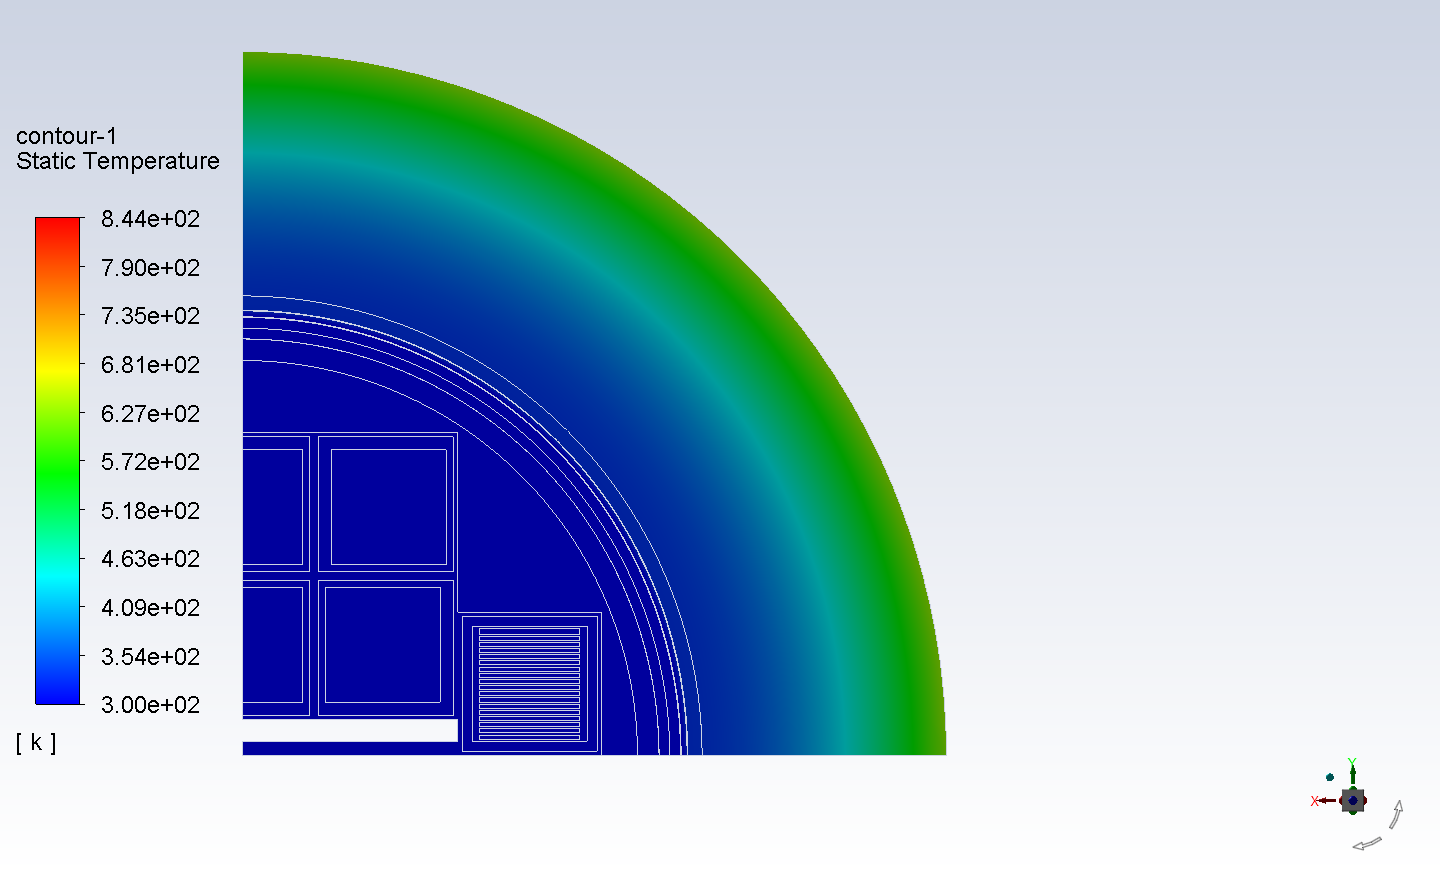 contour-1
Static Temperature
8.44e+02
7.90e+02
7.35e+02
6.81e+02
6.27e+02
5.72e+02
5.18e+02
4.63e+02
4.09e+02
3.54e+02
3.00e+02
[ k ]
Y
X